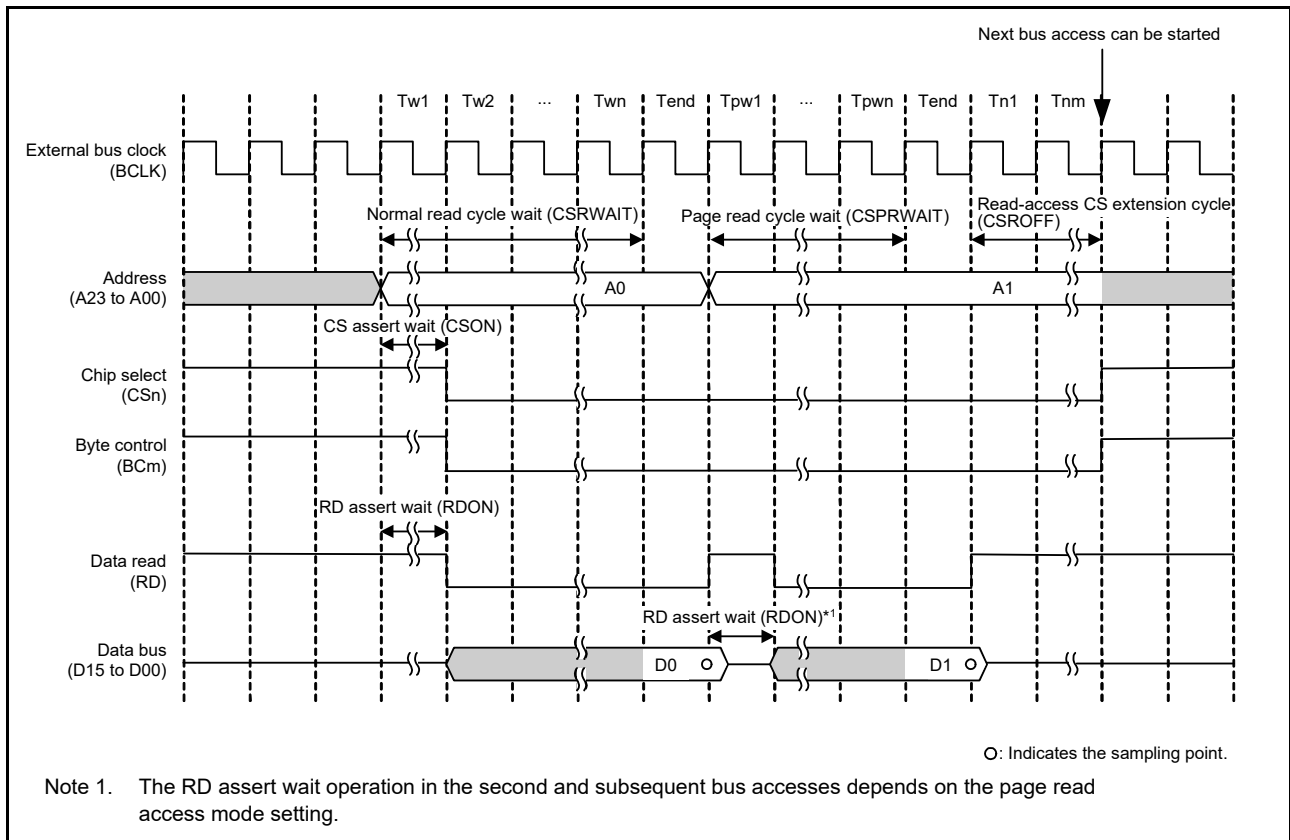 Next bus access can be started
Tw1 Tw2 ... Twn Tend Tpw1 ... Tpwn Tend Tn1 Tnm
External bus clock
(BCLK)
Normal read cycle wait (CSRWAIT)
Page read cycle wait (CSPRWAIT)
Read-access CS extension cycle
(CSROFF)
Address
(A23 to A00)
A0
A1
CS assert wait (CSON)
Chip select
(CSn)
Byte control
(BCm)
RD assert wait (RDON)
Data read
(RD)
RD assert wait (RDON)*1
Data bus
(D15 to D00)
D0
D1
: Indicates the sampling point.
Note 1. The RD assert wait operation in the second and subsequent bus accesses depends on the page read
access mode setting.